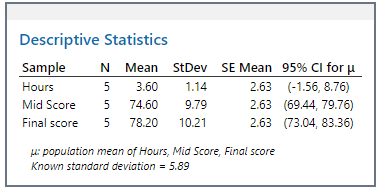 Descriptive Statistics
Sample N Mean StDev SE Mean 95% CI for μ
Hours 5 3.60 1.14 2.63 (-1.56, 8.76)
Mid Score 5 74.60 9.79 2.63 (69.44, 79.76)
Final score 5 78.20 10.21 2.63 (73.04, 83.36)
μ: population mean of Hours, Mid Score, Final score
Known standard deviation = 5.89